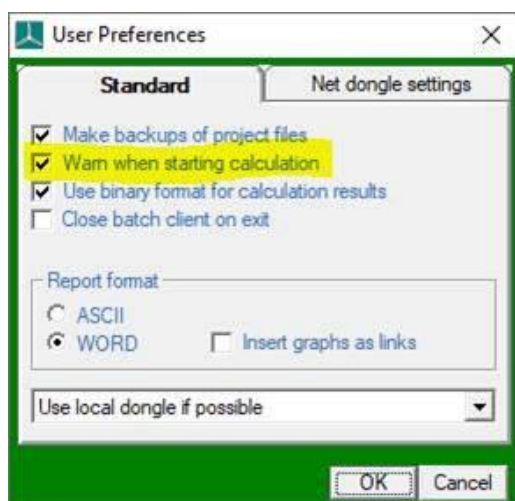 User Preferences
Standard
Net dongle settings
Make backups of project files
Warn when starting calculation
Use binary format for calculation results
Close batch client on exit
Report format
ASCII
WORD
Insert graphs as links
Use local dongle if possible
OK
Cancel